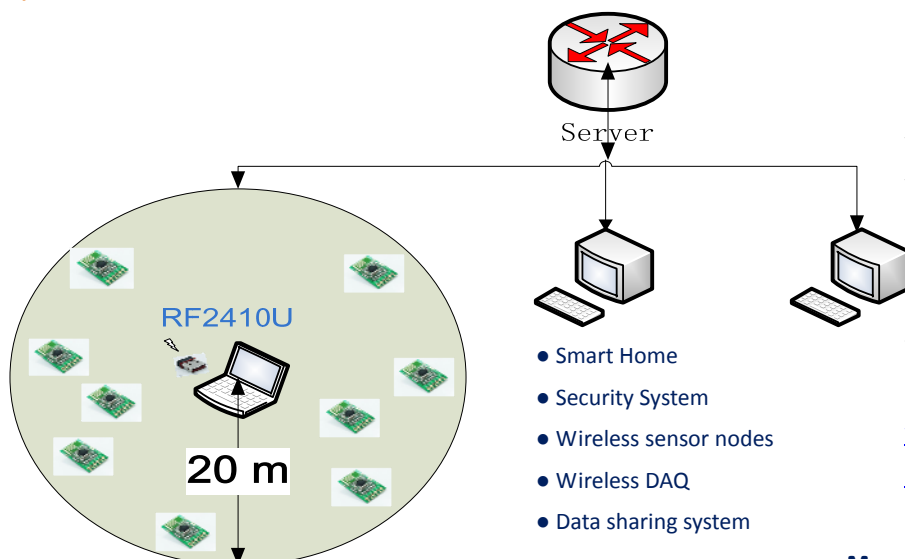 Server
RF2410U
20 m
● Smart Home
● Security System
● Wireless sensor nodes
● Wireless DAQ
● Data sharing system